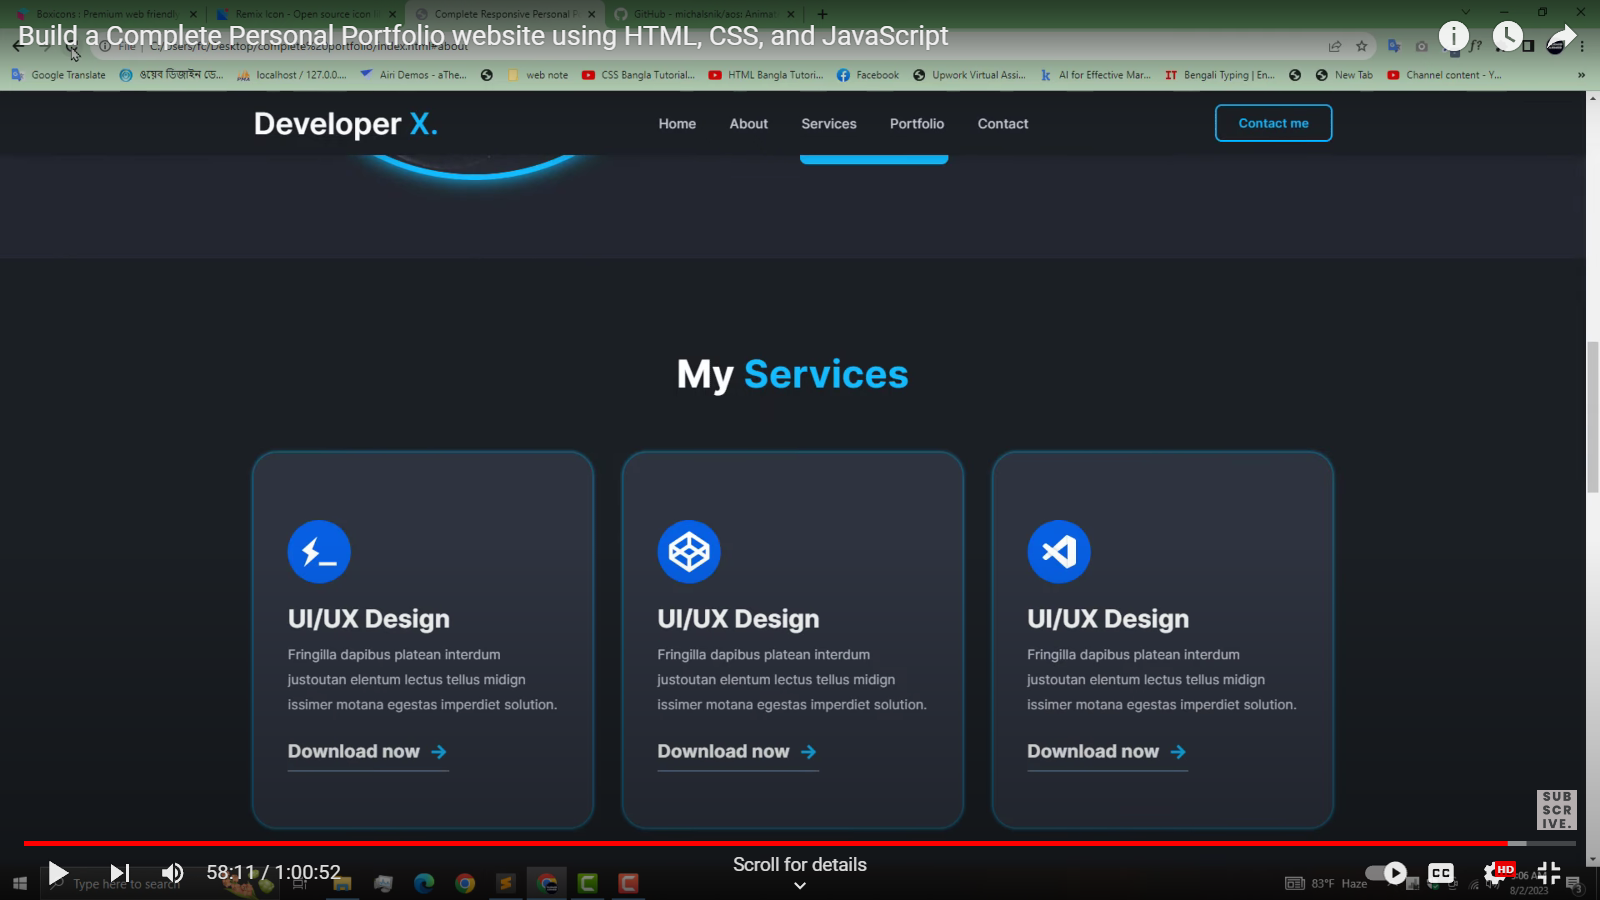 Boxicons : Premium web friendly
Remix Icon - Open source icon
Complete Responsive Personal P
GitHub - michalsnik/aos: Animat
Build a Complete Personal Portfolio website using HTML, CSS, and JavaScript
File | C:/Users/fc/Desktop/complete%20portfolio/index.html#about
Google Translate
ওয়েব ডিজাইন ডে...
localhost / 127.0.0....
Airi Demos - aThe...
web note
CSS Bangla Tutorial...
HTML Bangla Tutori...
Facebook
Upwork Virtual Assi...
AI for Effective Mar...
Bengali Typing | En...
New Tab
Channel content - Y...
Developer X.
Home
About
Services
Portfolio
Contact
Contact me
My Services
UI/UX Design
Fringilla dapibus platean interdum
justoutan elentum lectus tellus midign
issimer motana egestas imperdiet solution.
Download now
UI/UX Design
Fringilla dapibus platean interdum
justoutan elentum lectus tellus midign
issimer motana egestas imperdiet solution.
Download now
UI/UX Design
Fringilla dapibus platean interdum
justoutan elentum lectus tellus midign
issimer motana egestas imperdiet solution.
Download now
SUB
SCR
IVE.
58:11 / 1:00:52
Scroll for details
CC
HD
Type here to search
83°F Haze
8/2/2023